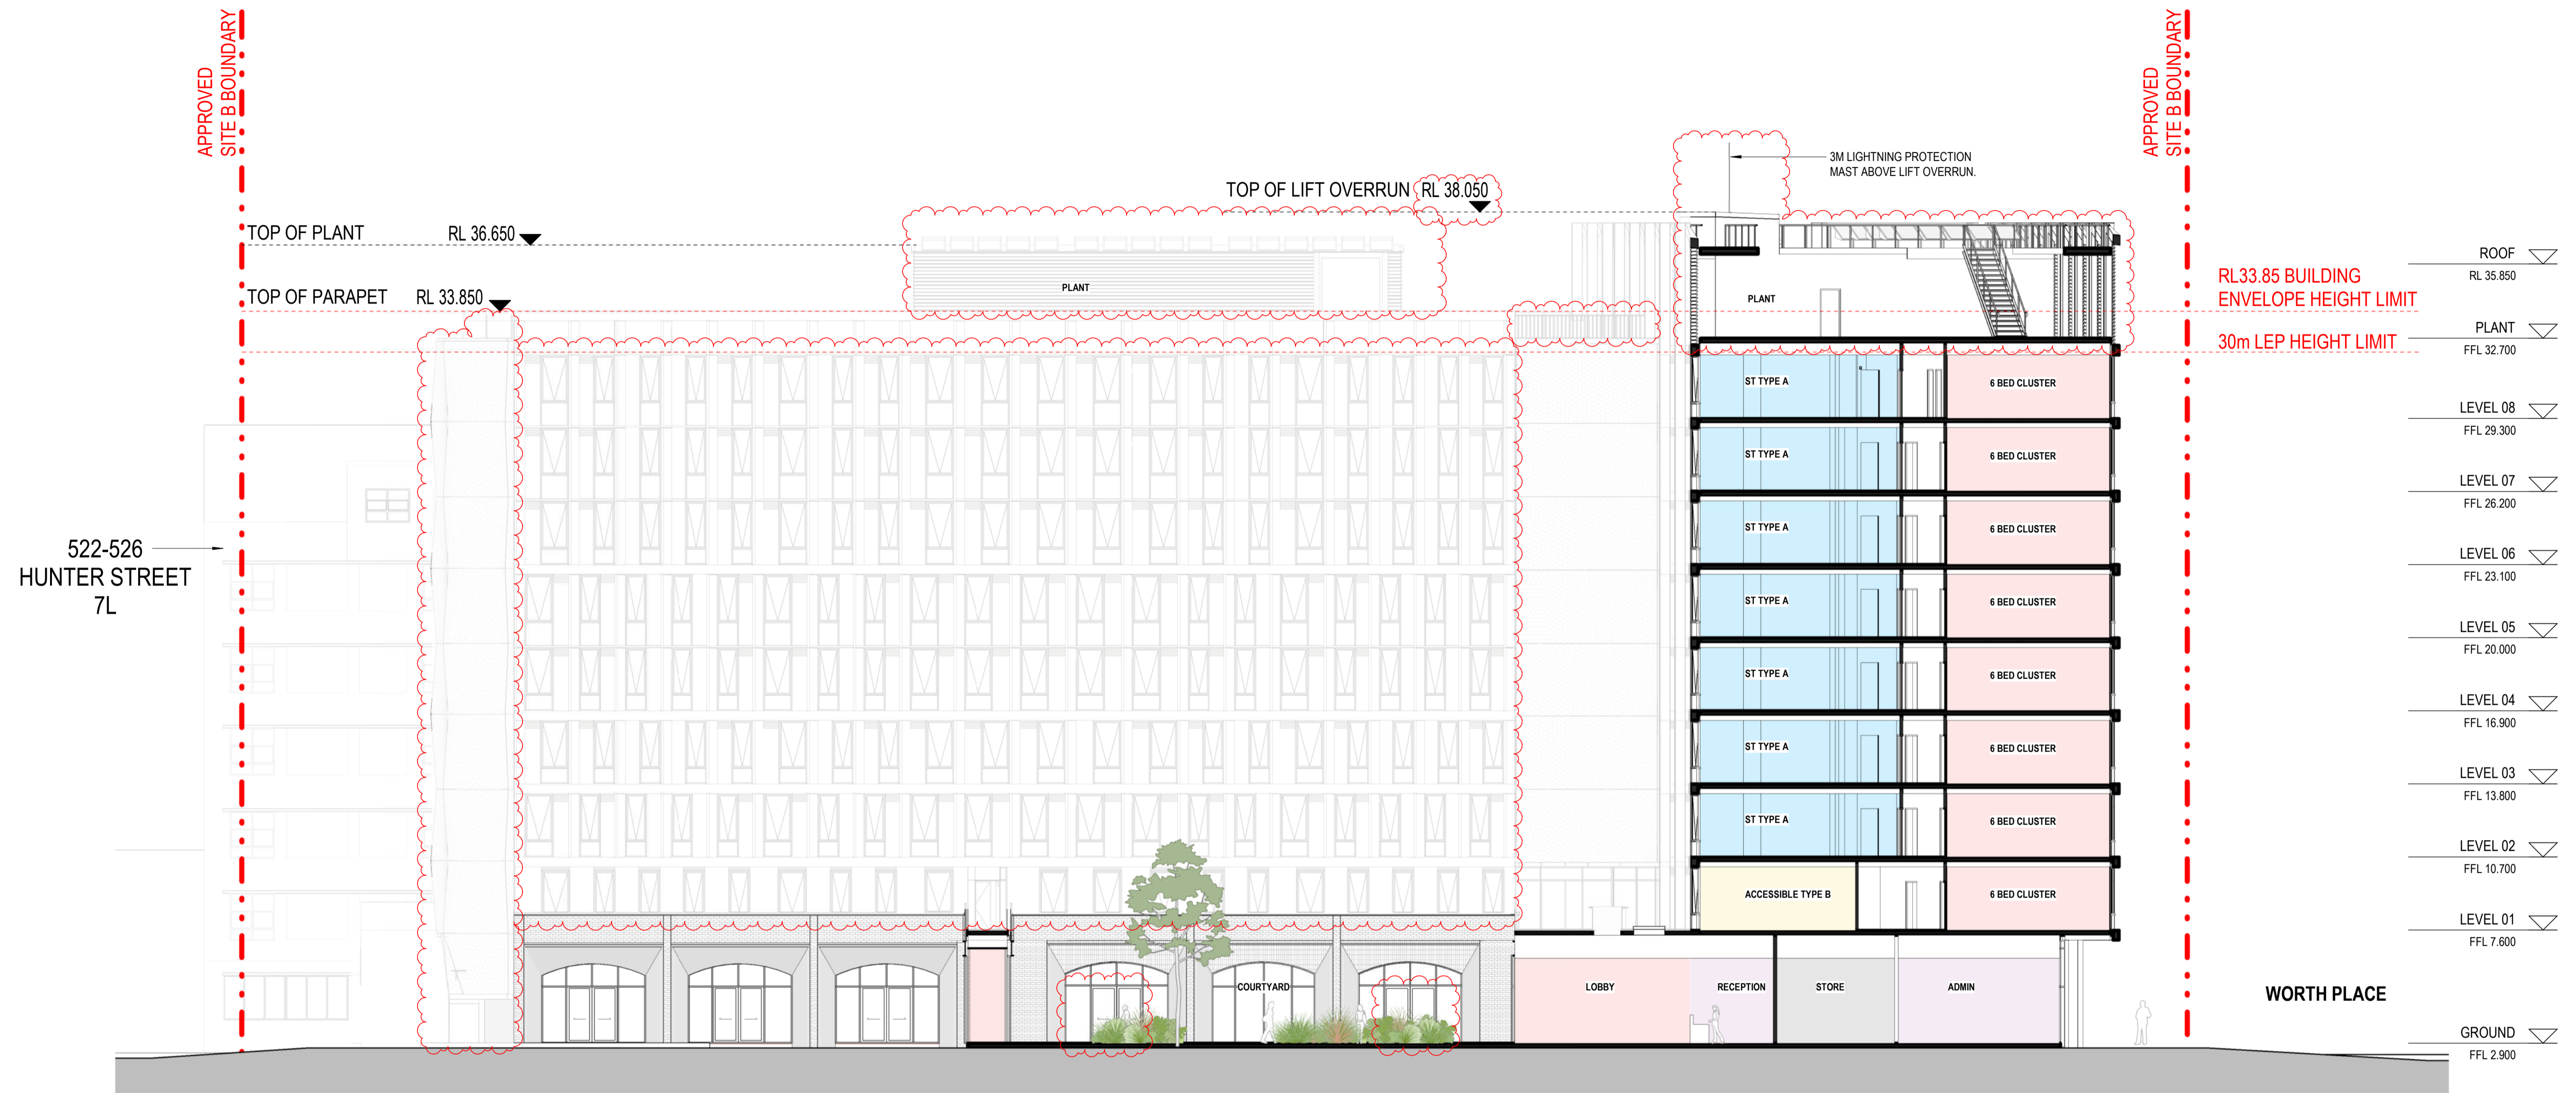 APPROVED
SITE B BOUNDARY
APPROVED
SITE B BOUNDARY
3M LIGHTNING PROTECTION
MAST ABOVE LIFT OVERRUN.
TOP OF LIFT OVERRUN RL 38.050
TOP OF PLANT RL 36.650
TOP OF PARAPET RL 33.850
PLANT
PLANT
RL33.85 BUILDING
ENVELOPE HEIGHT LIMIT
30m LEP HEIGHT LIMIT
ROOF
RL 35.850
PLANT
FFL 32.700
ST TYPE A 6 BED CLUSTER
LEVEL 08
FFL 29.300
ST TYPE A 6 BED CLUSTER
LEVEL 07
FFL 26.200
ST TYPE A 6 BED CLUSTER
LEVEL 06
FFL 23.100
522-526
HUNTER STREET
7L
ST TYPE A 6 BED CLUSTER
LEVEL 05
FFL 20.000
ST TYPE A 6 BED CLUSTER
LEVEL 04
FFL 16.900
ST TYPE A 6 BED CLUSTER
LEVEL 03
FFL 13.800
ST TYPE A 6 BED CLUSTER
LEVEL 02
FFL 10.700
ACCESSIBLE TYPE B 6 BED CLUSTER
LEVEL 01
FFL 7.600
COURTYARD LOBBY RECEPTION STORE ADMIN
WORTH PLACE
GROUND
FFL 2.900